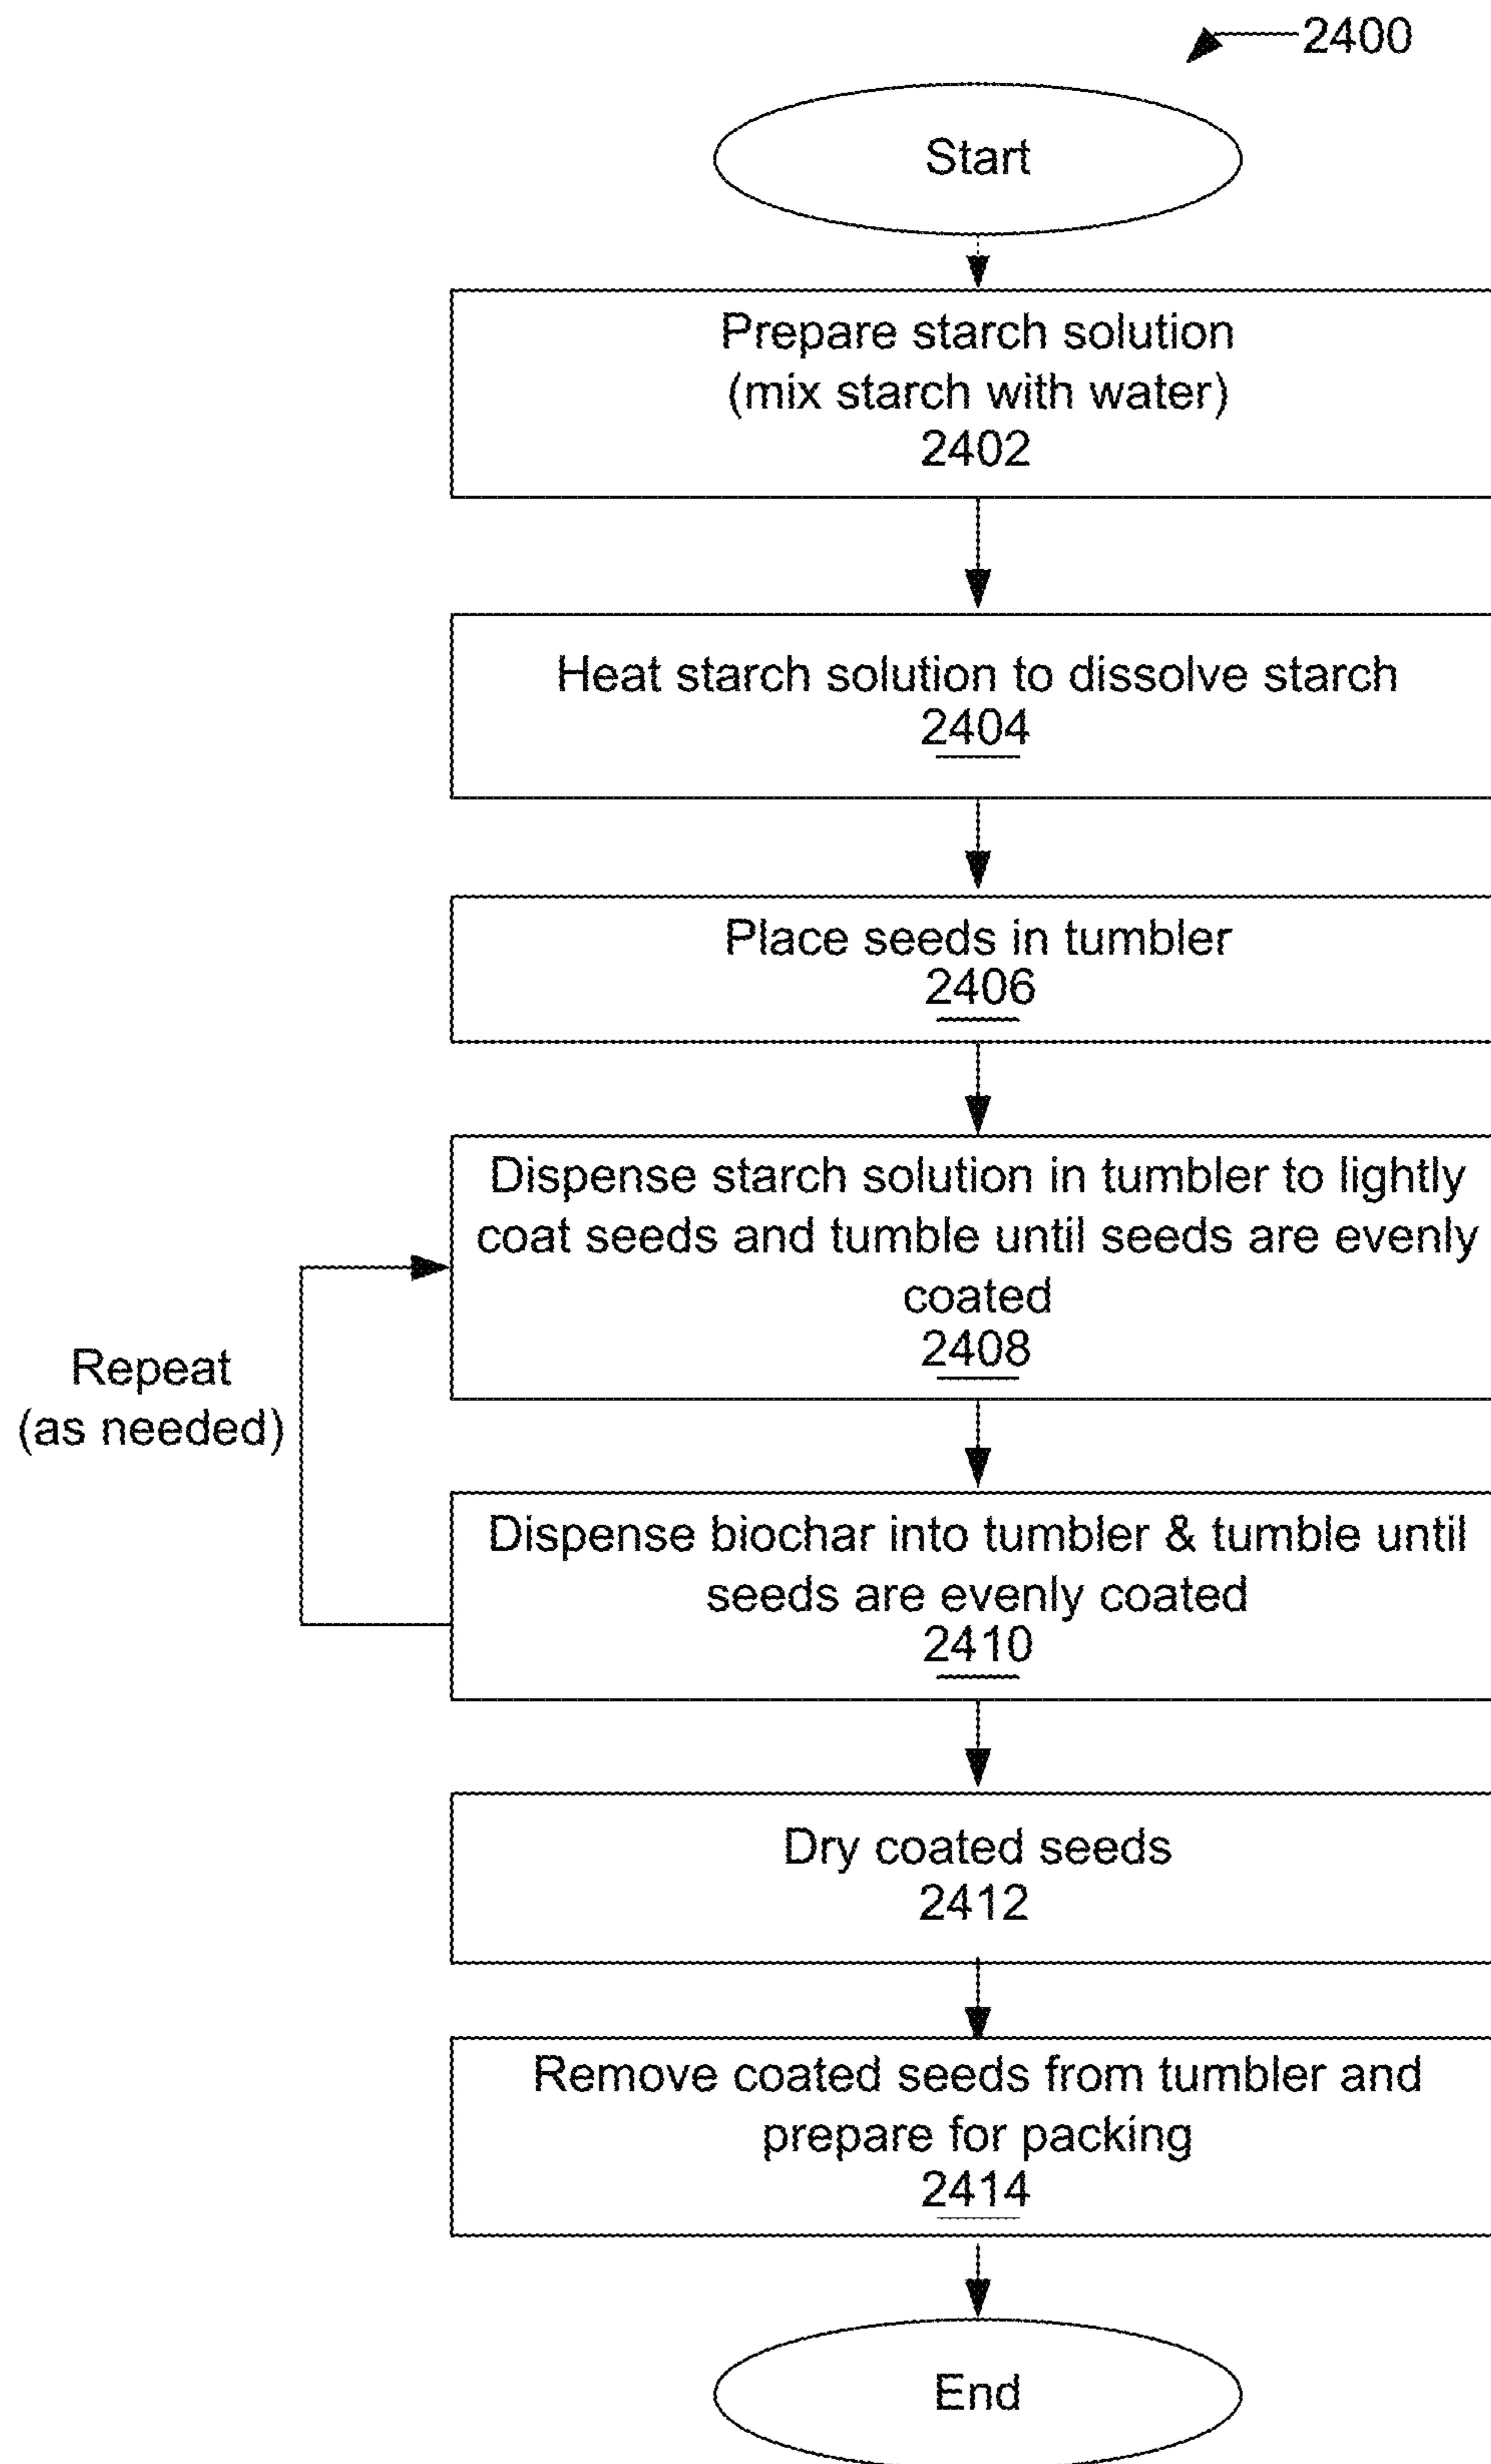 2400
Start
Prepare starch solution
(mix starch with water)
2402
Heat starch solution to dissolve starch
2404
Place seeds in tumbler
2406
Dispense starch solution in tumbler to lightly
coat seeds and tumble until seeds are evenly
coated
2408
Repeat
(as needed)
Dispense biochar into tumbler & tumble until
seeds are evenly coated
2410
Dry coated seeds
2412
Remove coated seeds from tumbler and
prepare for packing
2414
End